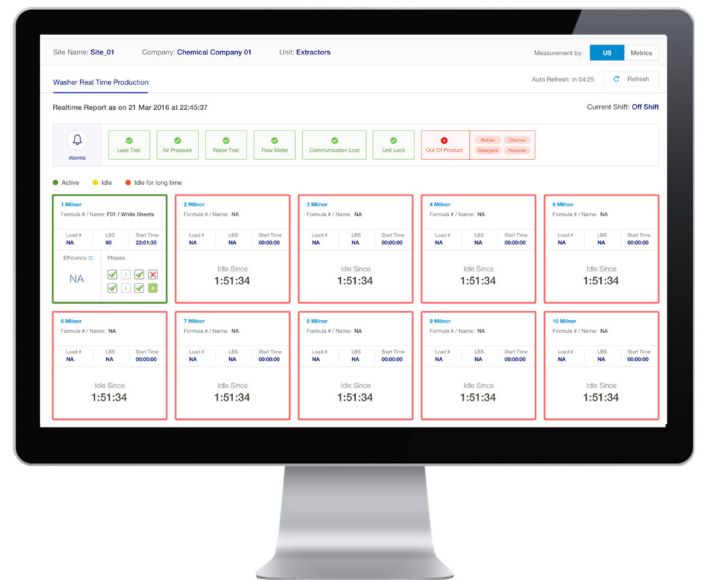 Site Name: Site_01 Company: Chemical Company 01 Unit: Extractors Measurement by US Metrics
Washer Real Time Production Auto Refresh: in 04:25 Refresh
Realtime Report as on 21 Mar 2016 at 22:45:37 Current Shift: Off Shift
Alarms Leak Test Air Pressure Water Test Flow Meter Communication Lost Unit Lock Out Of Product Builder Chlorine Detergent Peroxide
Active Idle Idle for long time
1 Milnor 2 Milnor 3 Milnor 4 Milnor 5 Milnor
Formula # / Name: F01 / White Sheets Formula # / Name: NA Formula # / Name: NA Formula # / Name: NA Formula # / Name: NA
Load # LBS Start Time Load # LBS Start Time Load # LBS Start Time Load # LBS Start Time Load # LBS Start Time
NA 60 22:01:35 NA NA 00:00:00 NA NA 00:00:00 NA NA 00:00:00 NA NA 00:00:00
Efficiency Phases
NA
Idle Since Idle Since Idle Since Idle Since
1:51:34 1:51:34 1:51:34 1:51:34
6 Milnor 7 Milnor 8 Milnor 9 Milnor 10 Milnor
Formula # / Name: NA Formula # / Name: NA Formula # / Name: NA Formula # / Name: NA Formula # / Name: NA
Load # LBS Start Time Load # LBS Start Time Load # LBS Start Time Load # LBS Start Time Load # LBS Start Time
NA NA 00:00:00 NA NA 00:00:00 NA NA 00:00:00 NA NA 00:00:00 NA NA 00:00:00
Idle Since Idle Since Idle Since Idle Since Idle Since
1:51:34 1:51:34 1:51:34 1:51:34 1:51:34